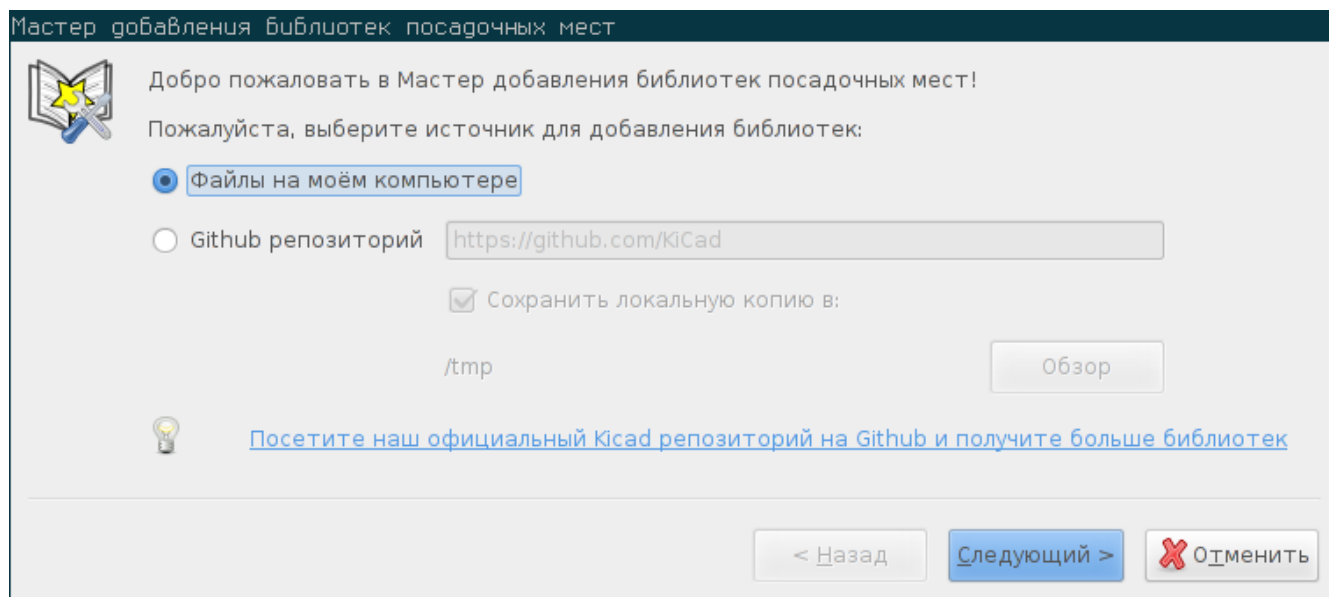 Мастер добавления библиотек посадочных мест
Добро пожаловать в Мастер добавления библиотек посадочных мест!
Пожалуйста, выберите источник для добавления библиотек:
Файлы на моём компьютере
Github репозиторий https://github.com/KiCad
Сохранить локальную копию в:
/tmp Обзор
Посетите наш официальный Kicad репозиторий на Github и получите больше библиотек
< Назад Следующий > Отменить